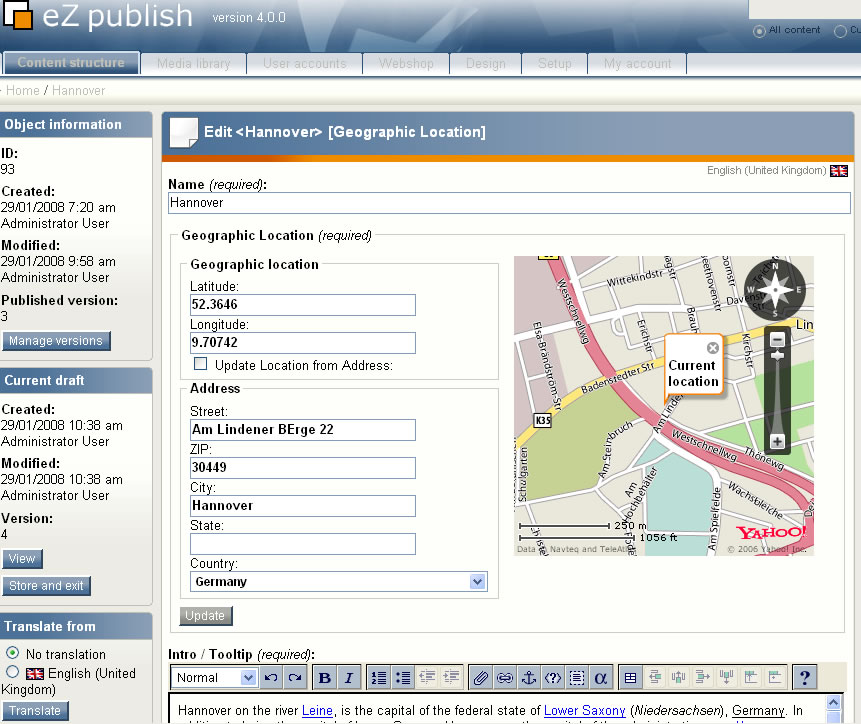 eZ publish version 4.0.0
All content
Content structure Media library User accounts Webshop Design Setup My account
Home / Hannover
Object information
ID:
93
Created:
29/01/2008 7:20 am
Administrator User
Modified:
29/01/2008 9:58 am
Administrator User
Published version:
3
Manage versions
Current draft
Created:
29/01/2008 10:38 am
Administrator User
Modified:
29/01/2008 10:38 am
Administrator User
Version:
4
View
Store and exit
Translate from
No translation
English (United
Kingdom)
Translate
Edit <Hannover> [Geographic Location]
English (United Kingdom)
Name (required):
Hannover
Geographic Location (required)
Geographic location
Latitude:
52.3646
Longitude:
9.70742
Update Location from Address:
Address
Street:
Am Lindener BErge 22
ZIP:
30449
City:
Hannover
State:
Country:
Germany
Update
N
W E
S
Wittekindstr
Westschnellwg
Elsa-Brändström-Str
Erichstr
Kirchstr
Lin
Badenstedter Str
Current
location
K35
Am Linde
Am Steinbruch
Westschnellwg
Thönewg
Schulgarten
Am
Hochbehälter
Wachsbleiche
Am Spielfelde
250 m
1056 ft
YAHOO!
Data © Navteq and TeleAtlas
© 2006 Yahoo! Inc.
Intro / Tooltip (required):
Normal B I α ?
Hannover on the river Leine, is the capital of the federal state of Lower Saxony (Niedersachsen), Germany. In